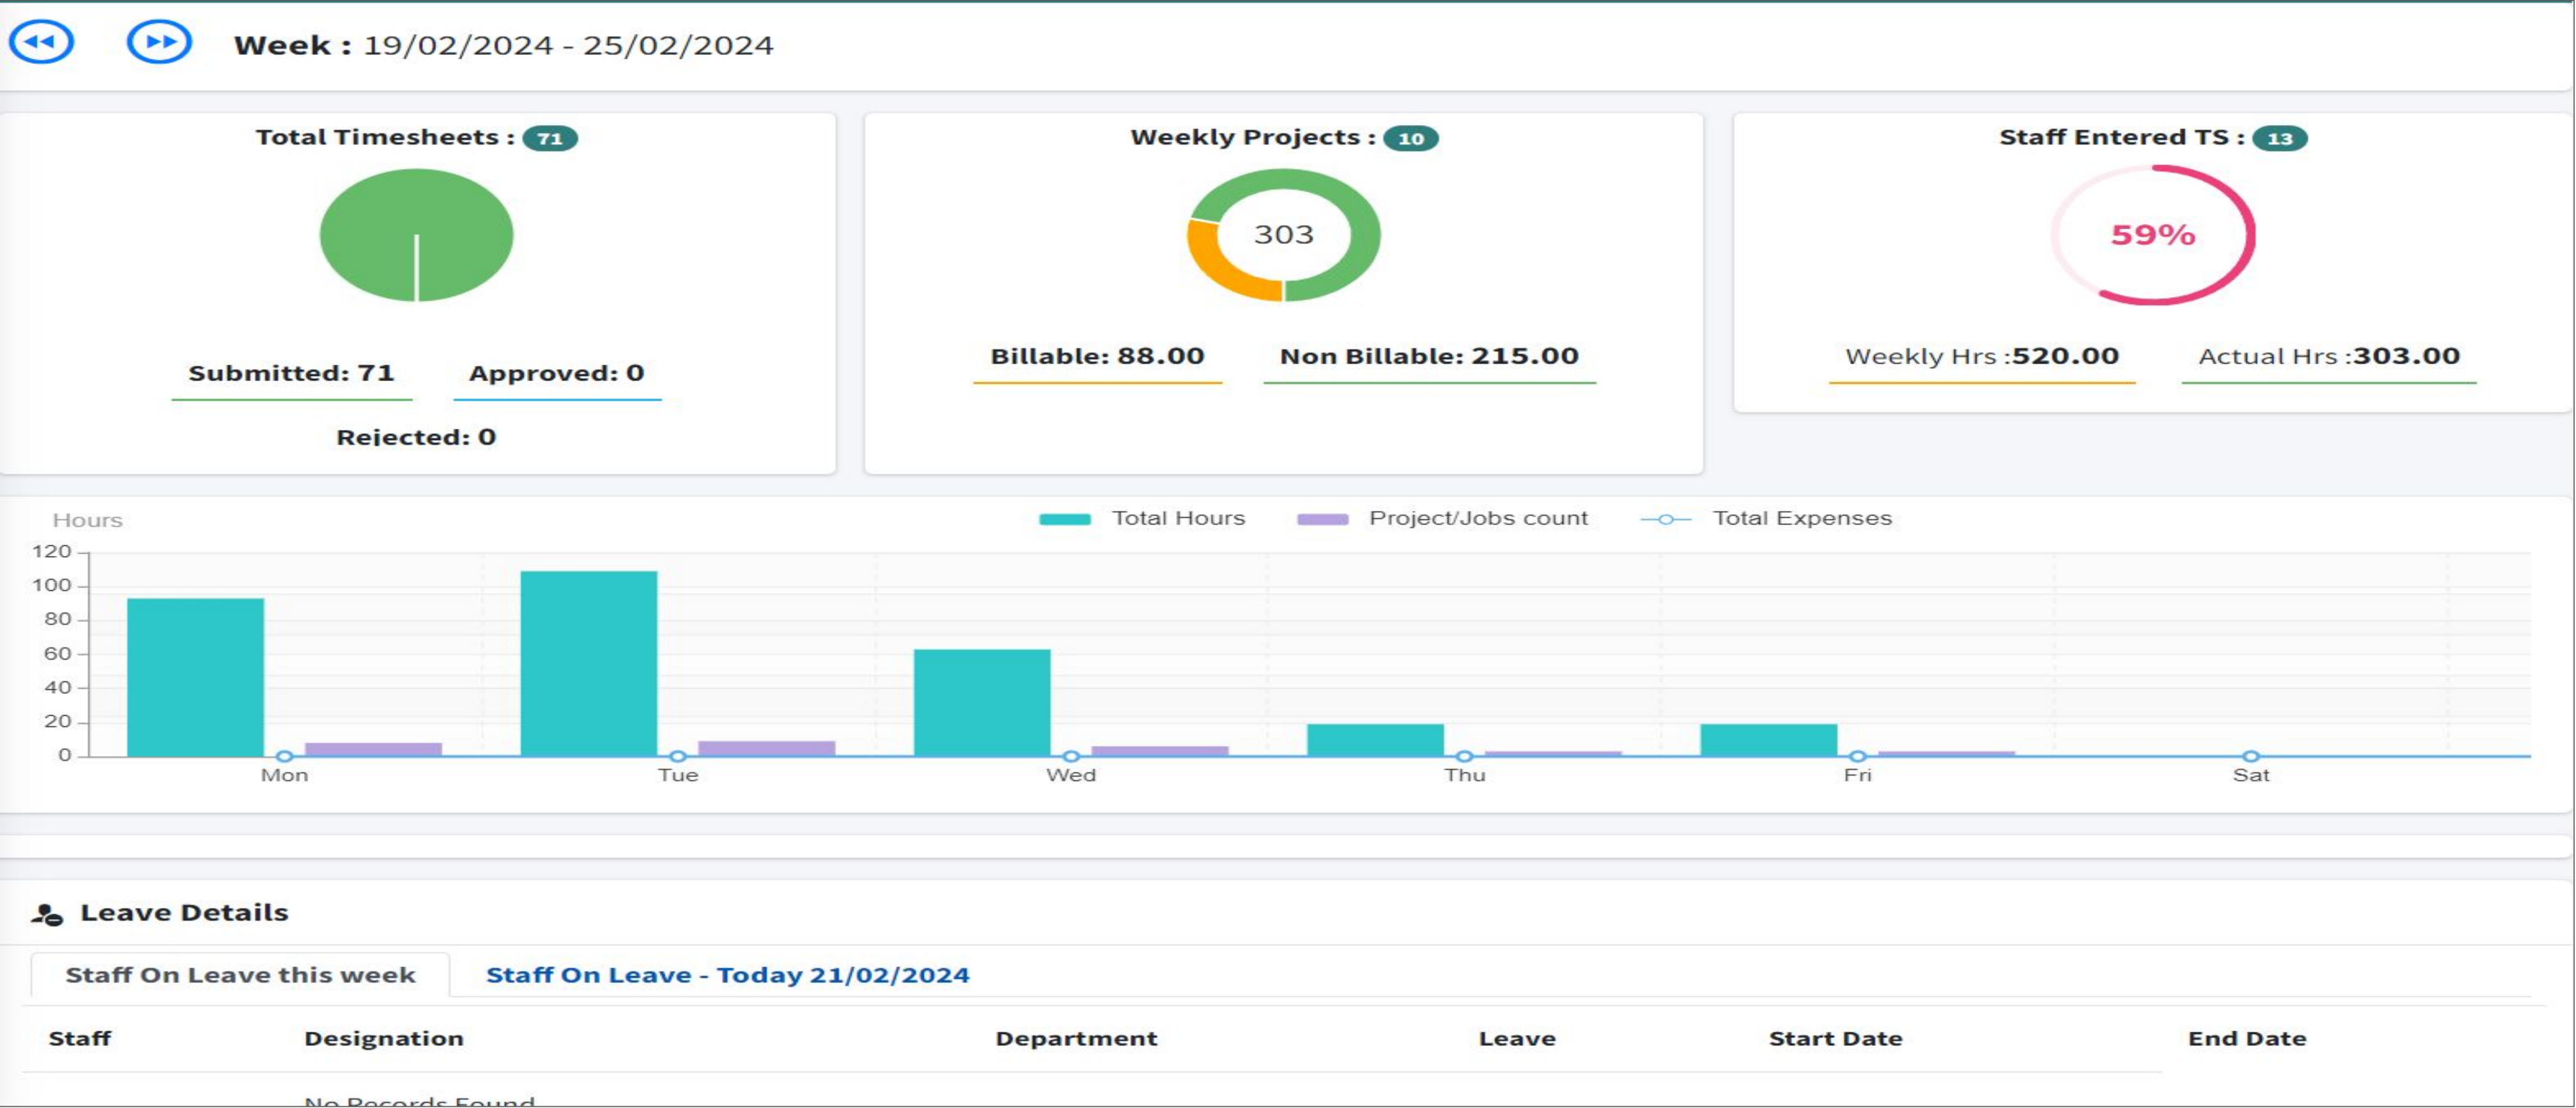 Week : 19/02/2024 - 25/02/2024
Total Timesheets : 71
Submitted: 71 Approved: 0
Rejected: 0
Weekly Projects : 10
303
Billable: 88.00 Non Billable: 215.00
Staff Entered TS : 13
59%
Weekly Hrs :520.00 Actual Hrs :303.00
Hours
Total Hours Project/Jobs count Total Expenses
120
100
80
60
40
20
0
Mon Tue Wed Thu Fri Sat
Leave Details
Staff On Leave this week Staff On Leave - Today 21/02/2024
Staff Designation Department Leave Start Date End Date
No Records Found